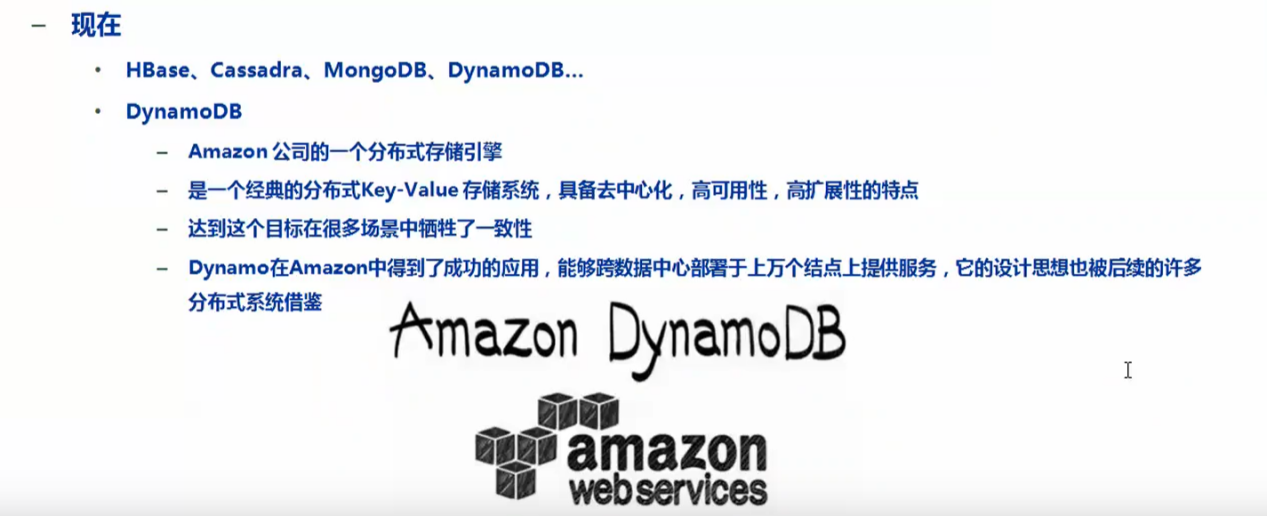 – 现在
• HBase、Cassadra、MongoDB、DynamoDB...
• DynamoDB
– Amazon 公司的一个分布式存储引擎
– 是一个经典的分布式Key-Value 存储系统，具备去中心化，高可用性，高扩展性的特点
– 达到这个目标在很多场景中牺牲了一致性
– Dynamo在Amazon中得到了成功的应用，能够跨数据中心部署于上万个结点上提供服务，它的设计思想也被后续的许多
分布式系统借鉴
Amazon DynamoDB
amazon
webservices